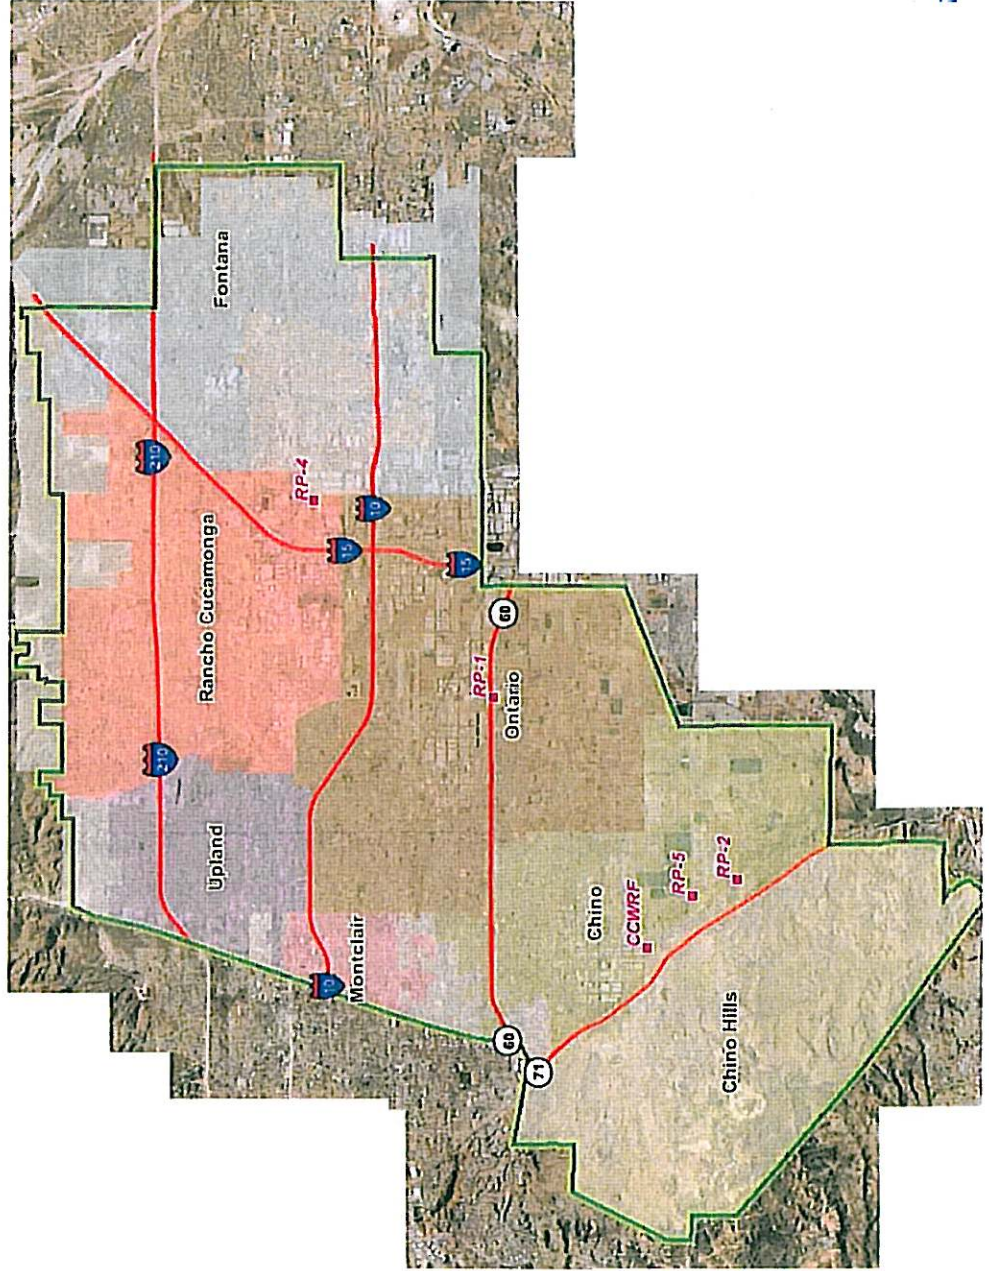 Fontana
210
RP-4
10
15
15
Rancho Cucamonga
60
RP-1
Ontario
210
Upland
Chino
CCWRF
RP-5
RP-2
Montclair
10
60
71
Chino Hills